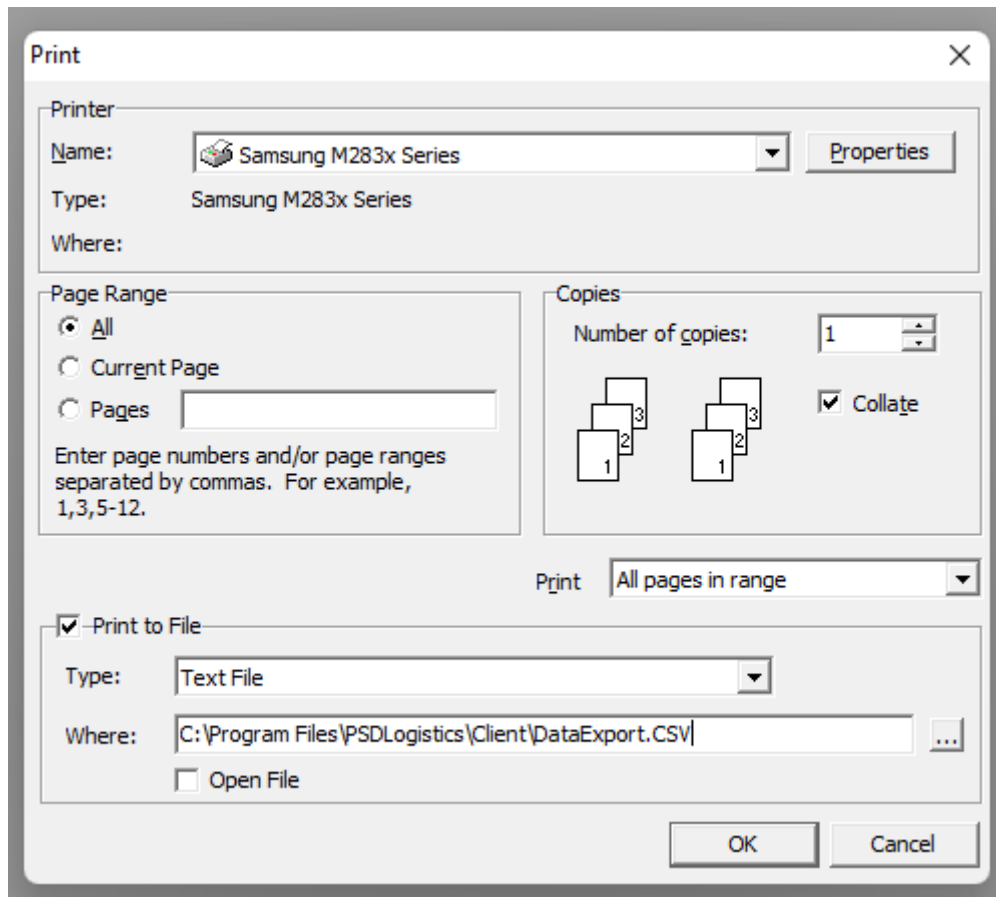 Print
Printer
Name:
Samsung M283x Series
Properties
Type:
Samsung M283x Series
Where:
Page Range
All
Current Page
Pages
Enter page numbers and/or page ranges
separated by commas.  For example,
1,3,5-12.
Copies
Number of copies:
1
3
2
1
3
2
1
Collate
Print
All pages in range
Print to File
Type:
Text File
Where:
C:\Program Files\PSDLogistics\Client\DataExport.CSV
...
Open File
OK
Cancel